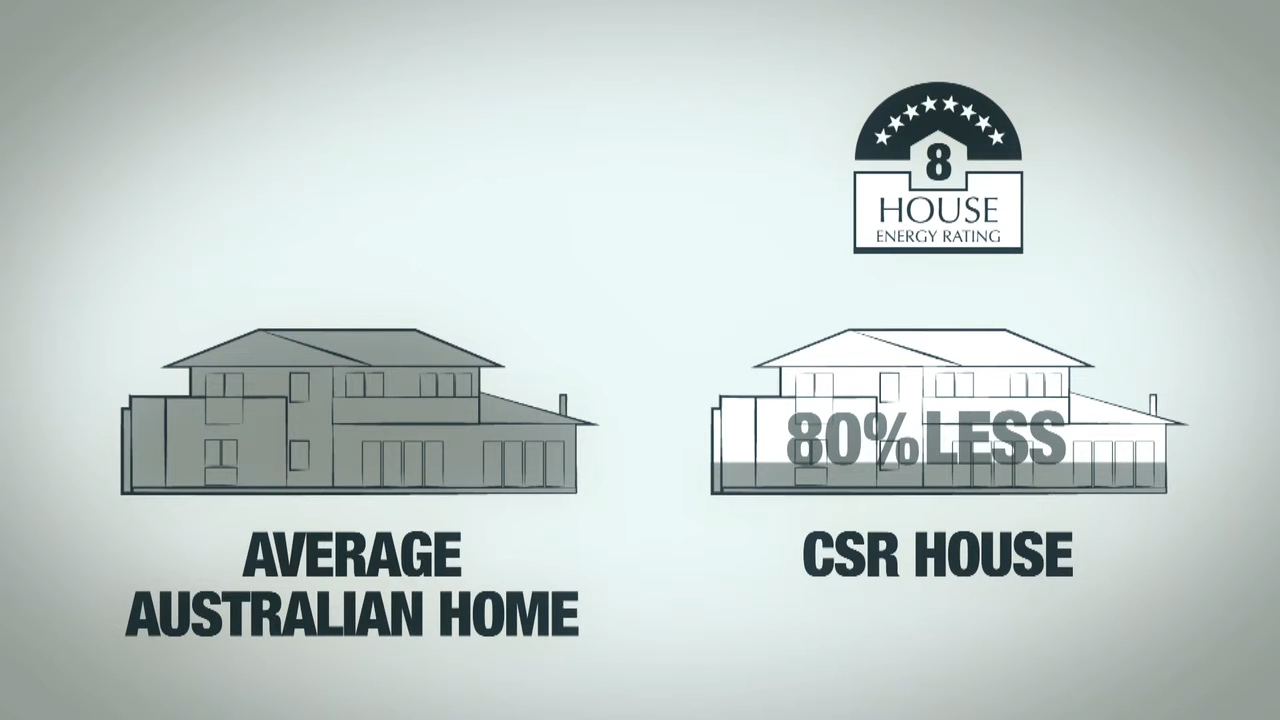 8
HOUSE
ENERGY RATING
80% LESS
AVERAGE
AUSTRALIAN HOME
CSR HOUSE